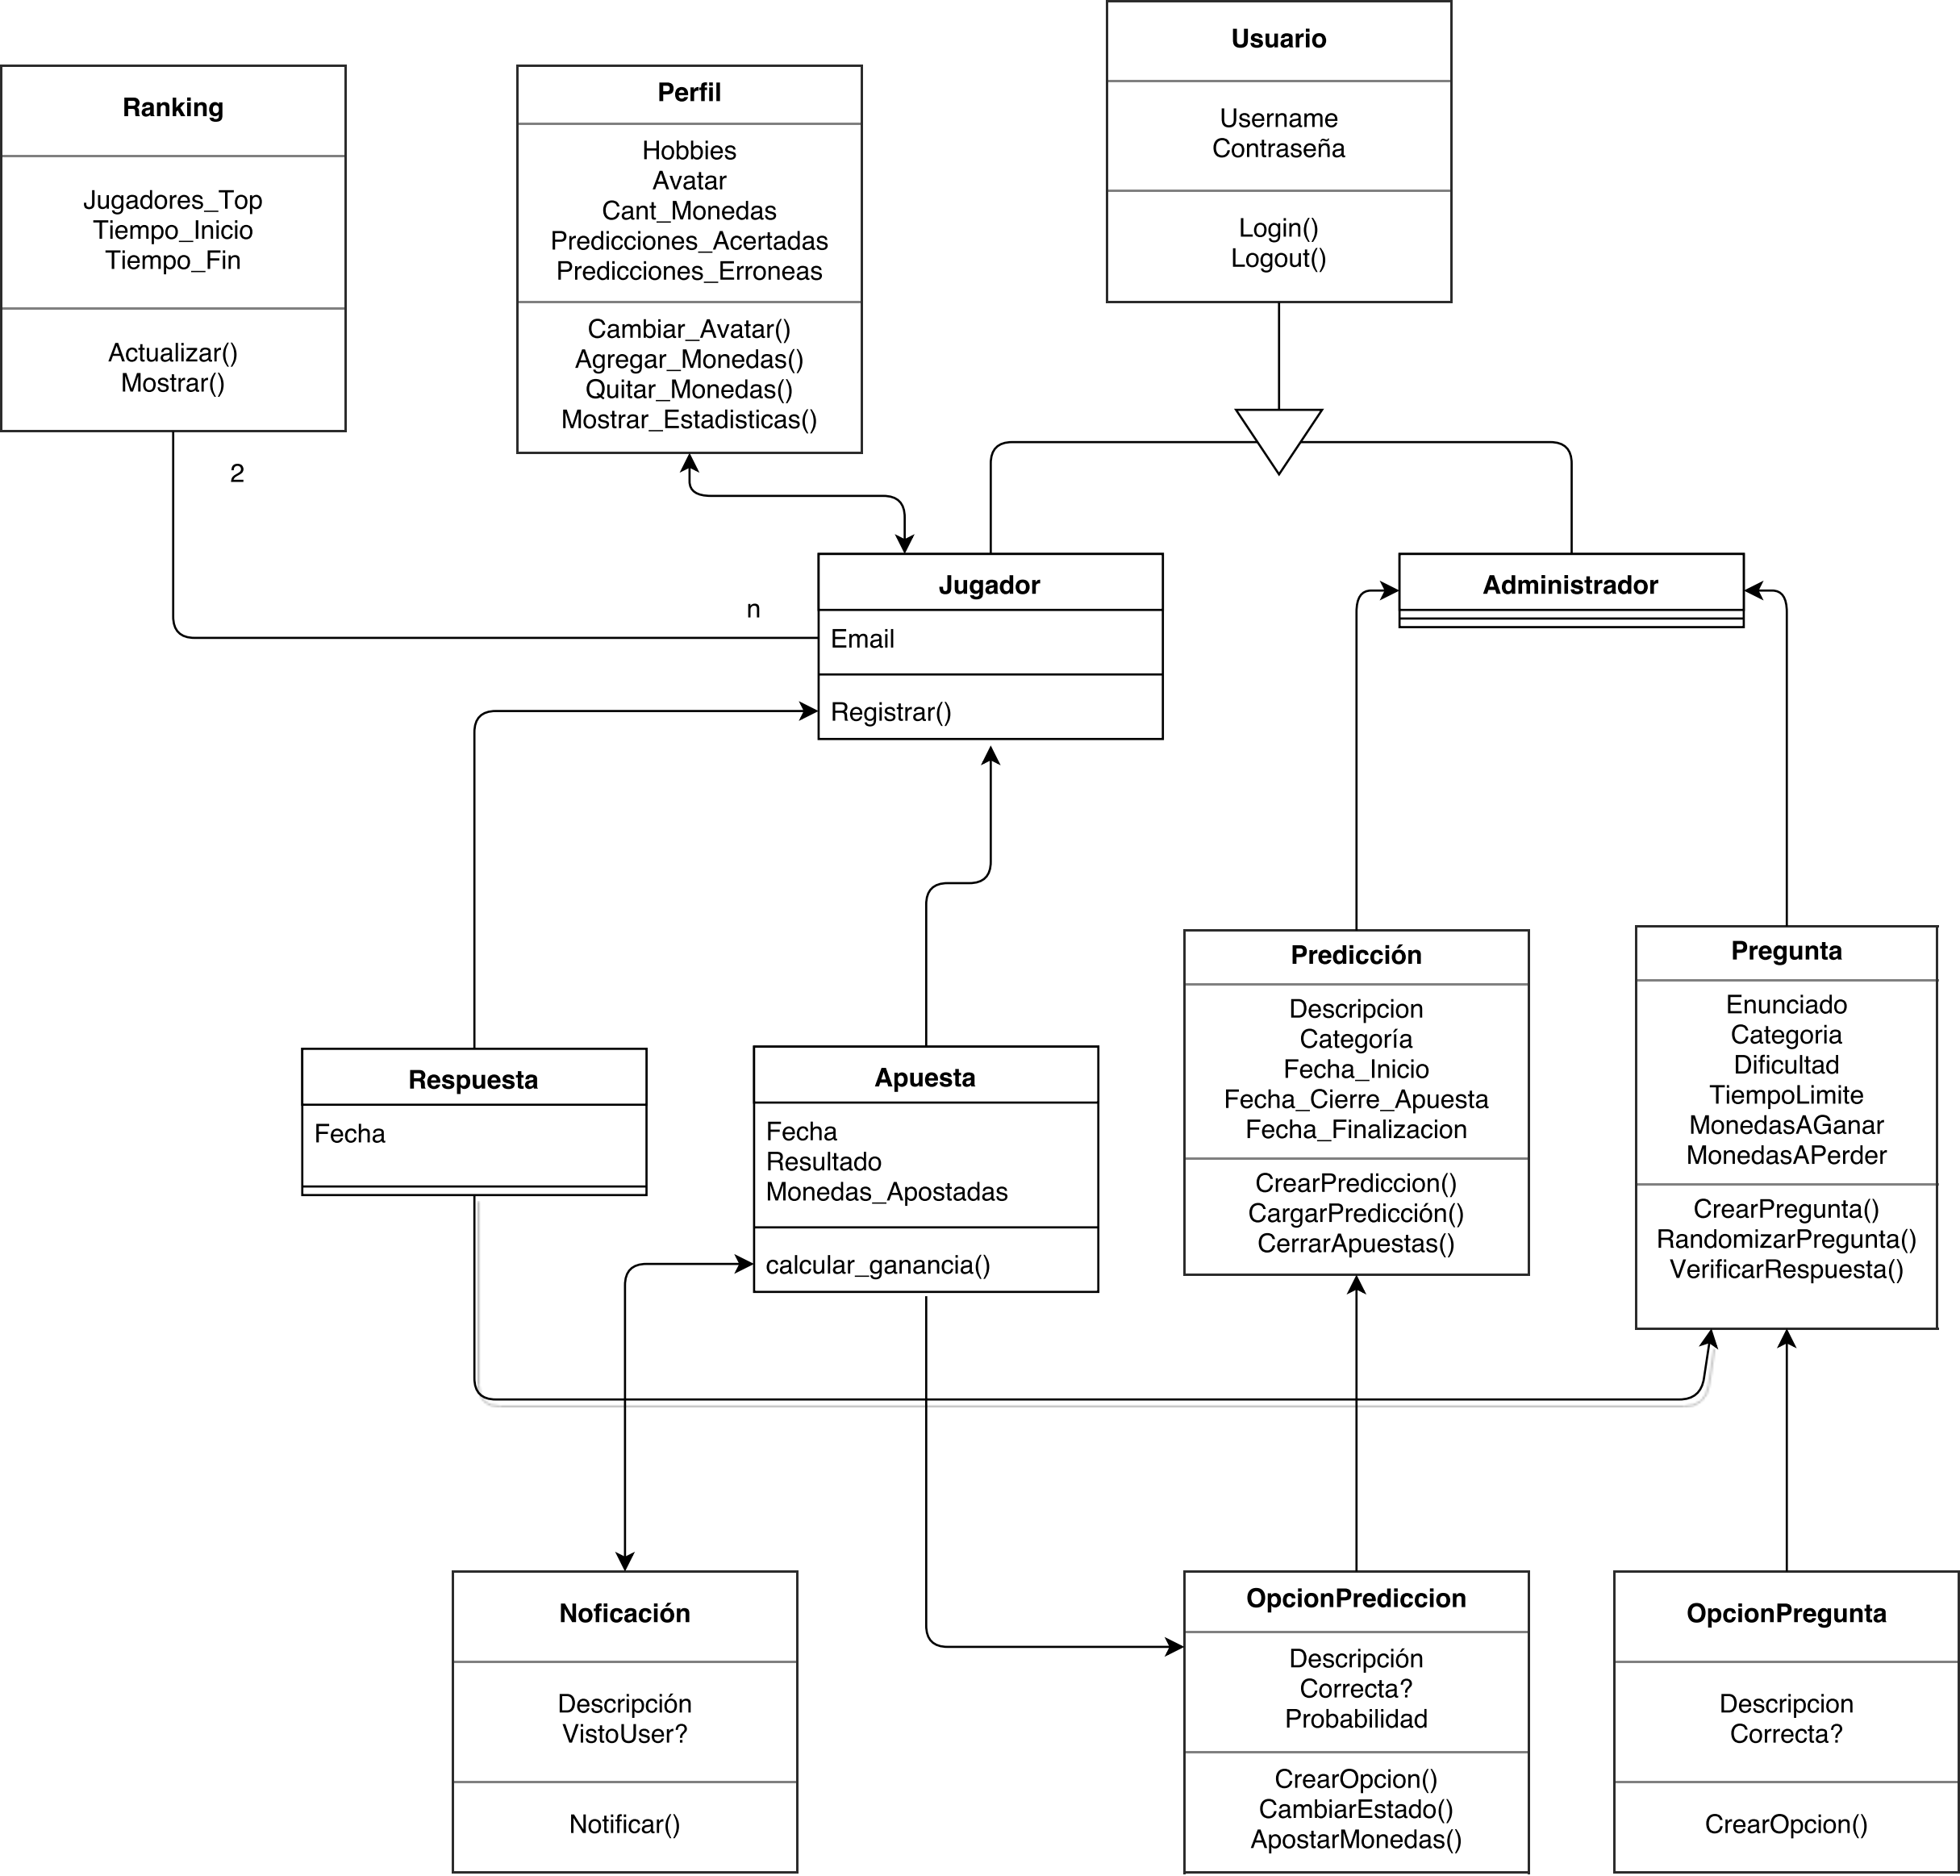 Usuario
Username
Contraseña
Login()
Logout()
Ranking
Jugadores_Top
Tiempo_Inicio
Tiempo_Fin
Actualizar()
Mostrar()
Perfil
Hobbies
Avatar
Cant_Monedas
Predicciones_Acertadas
Predicciones_Erroneas
Cambiar_Avatar()
Agregar_Monedas()
Quitar_Monedas()
Mostrar_Estadisticas()
2
n
Jugador
Email
Registrar()
Administrador
Respuesta
Fecha
Apuesta
Fecha
Resultado
Monedas_Apostadas
calcular_ganancia()
Predicción
Descripcion
Categoría
Fecha_Inicio
Fecha_Cierre_Apuesta
Fecha_Finalizacion
CrearPrediccion()
CargarPredicción()
CerrarApuestas()
Pregunta
Enunciado
Categoria
Dificultad
TiempoLimite
MonedasAGanar
MonedasAPerder
CrearPregunta()
RandomizarPregunta()
VerificarRespuesta()
Noficación
Descripción
VistoUser?
Notificar()
OpcionPrediccion
Descripción
Correcta?
Probabilidad
CrearOpcion()
CambiarEstado()
ApostarMonedas()
OpcionPregunta
Descripcion
Correcta?
CrearOpcion()